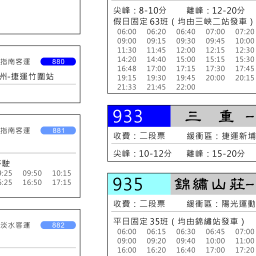 指南客運 880
州-捷運竹圍站
指南客運 881
駛
:25 09:50 10:15
:25 16:50 17:15
淡水客運 882
尖峰：8-10分 離峰：12-20分
假日固定63班（均由三峽二站發車）
06:00 06:20 06:40 07:00 07:20
09:00 09:15 09:30 09:45 10:00
11:30 11:45 12:00 12:15 12:30
14:20 14:40 15:00 15:15 15:30
16:48 17:00 17:15 17:30 17:45
19:15 19:30 19:45 20:00 20:15
21:33 21:45 22:00
933 三 重 -
收費：二段票 緩衝區：捷運新埔
尖峰：10-12分 離峰：15-20分
935 錦繡山莊-
收費：二段票 緩衝區：陽光運動
平日固定35班（均由錦繡站發車）
06:00 06:15 06:30 06:45 07:00
09:00 09:20 09:40 10:00 11:00
16:00 16:20 16:40 17:00 17:20